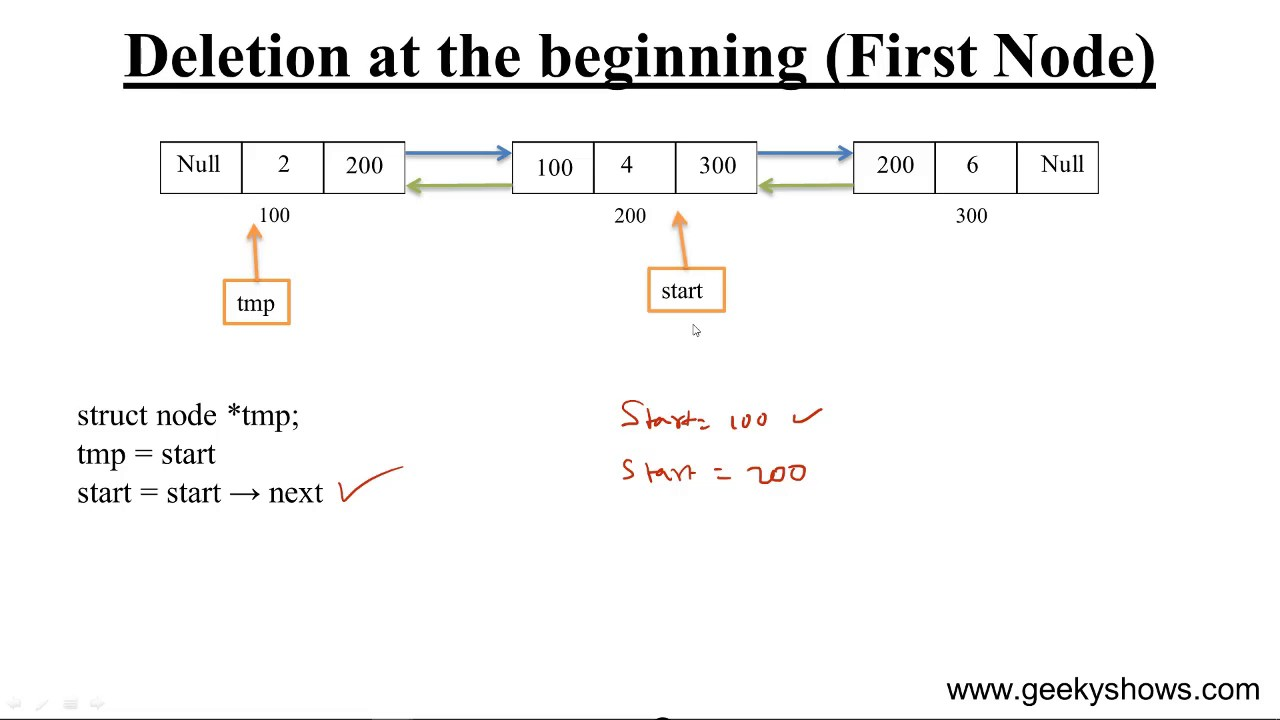 Deletion at the beginning (First Node)
Null 2 200 100 4 300 200 6 Null
100 200 300
tmp start
struct node *tmp;
tmp = start
start = start → next
Start = 100
Start = 200
www.geekyshows.com